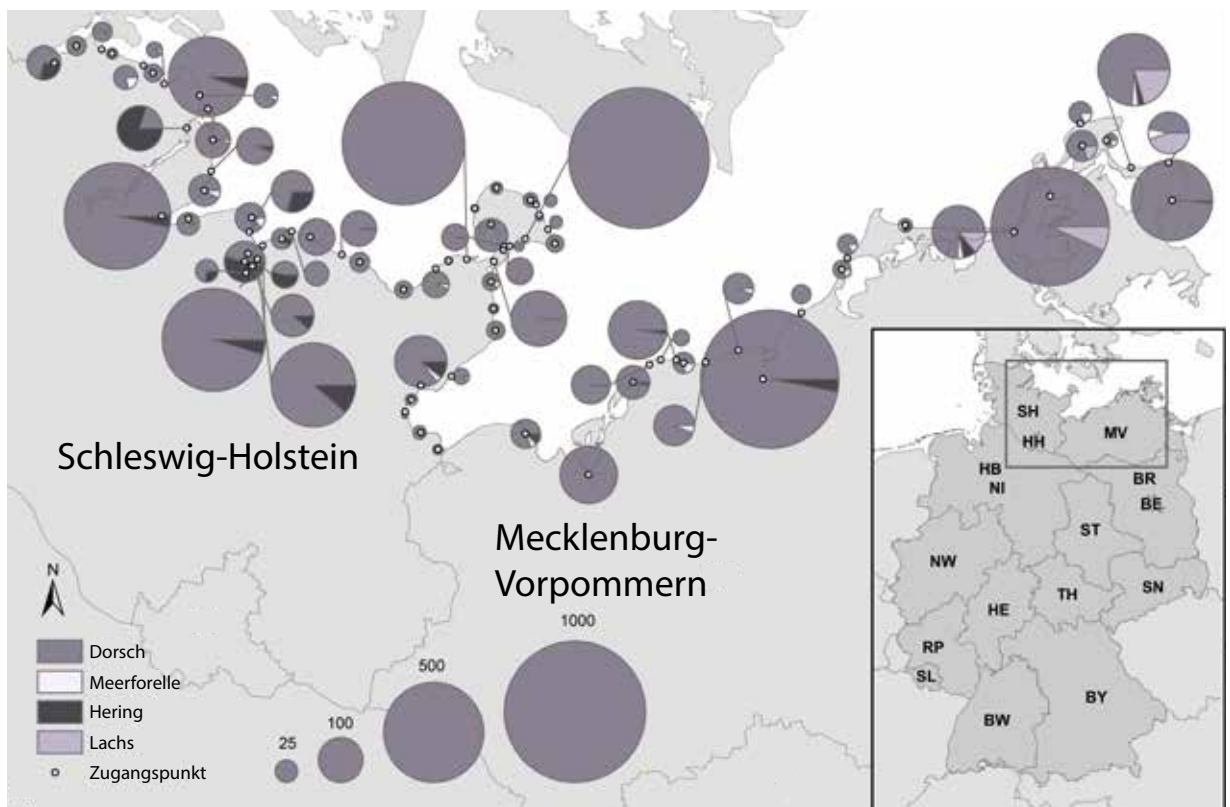 Schleswig-Holstein
Mecklenburg-
Vorpommern
N
Dorsch
Meerforelle
Hering
Lachs
Zugangspunkt
25
100
500
1000
SH
HH
MV
HB
NI
BR
BE
ST
NW
HE
TH
SN
RP
SL
BW
BY